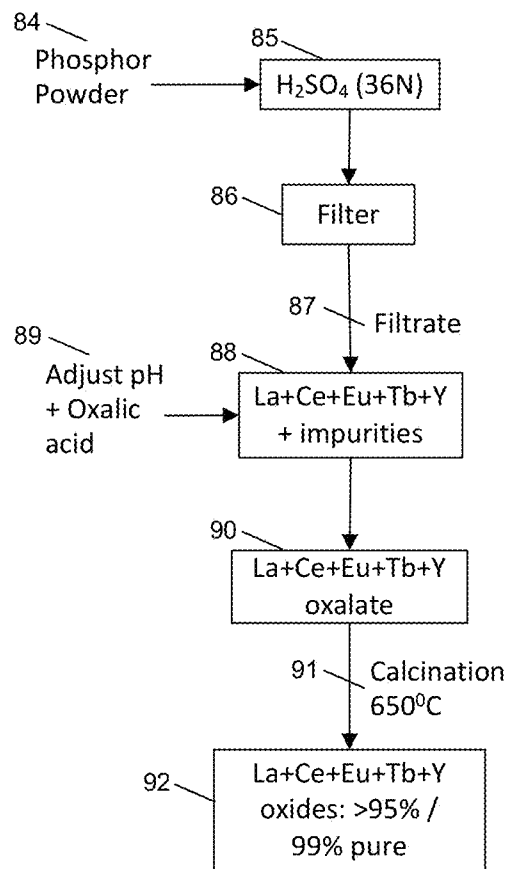 84
Phosphor
Powder
85
H₂SO₄ (36N)
86
Filter
87
Filtrate
89
Adjust pH
+ Oxalic
acid
88
La+Ce+Eu+Tb+Y
+ impurities
90
La+Ce+Eu+Tb+Y
oxalate
91
Calcination
650⁰C
92
La+Ce+Eu+Tb+Y
oxides: >95% /
99% pure